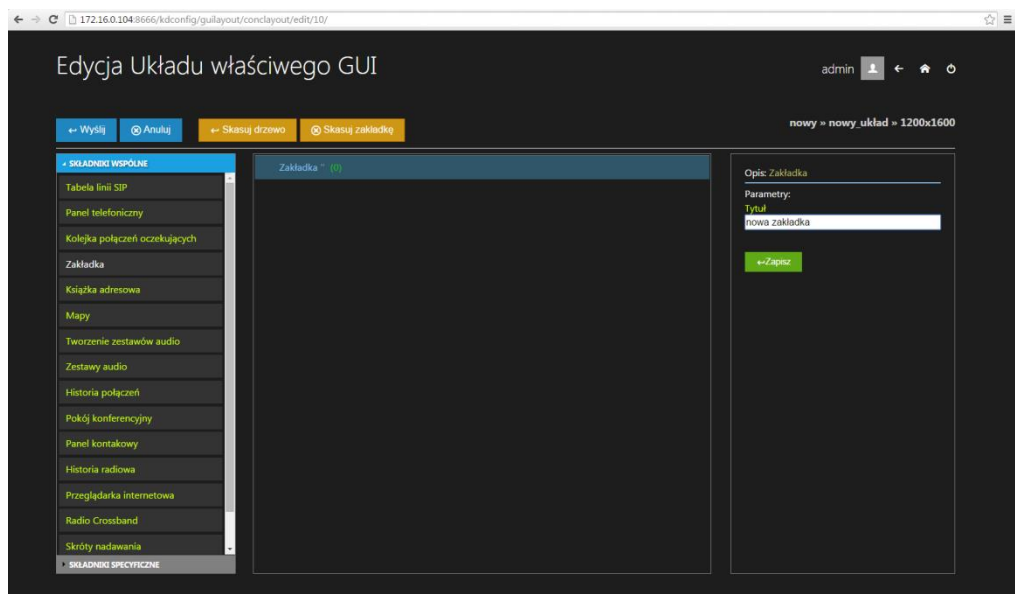 172.16.0.104:8666/kdconfig/guilayout/conclayout/edit/10/
Edycja Układu właściwego GUI
admin
Wyślij
Anuluj
Skasuj drzewo
Skasuj zakładkę
nowy » nowy_układ » 1200x1600
SKŁADNIKI WSPÓLNE
Tabela linii SIP
Panel telefoniczny
Kolejka połączeń oczekujących
Zakładka
Książka adresowa
Mapy
Tworzenie zestawów audio
Zestawy audio
Historia połączeń
Pokój konferencyjny
Panel kontakowy
Historia radiowa
Przeglądarka internetowa
Radio Crossband
Skróty nadawania
SKŁADNIKI SPECYFICZNE
Zakładka '' (0)
Opis: Zakładka
Parametry:
Tytuł
nowa zakładka
Zapisz